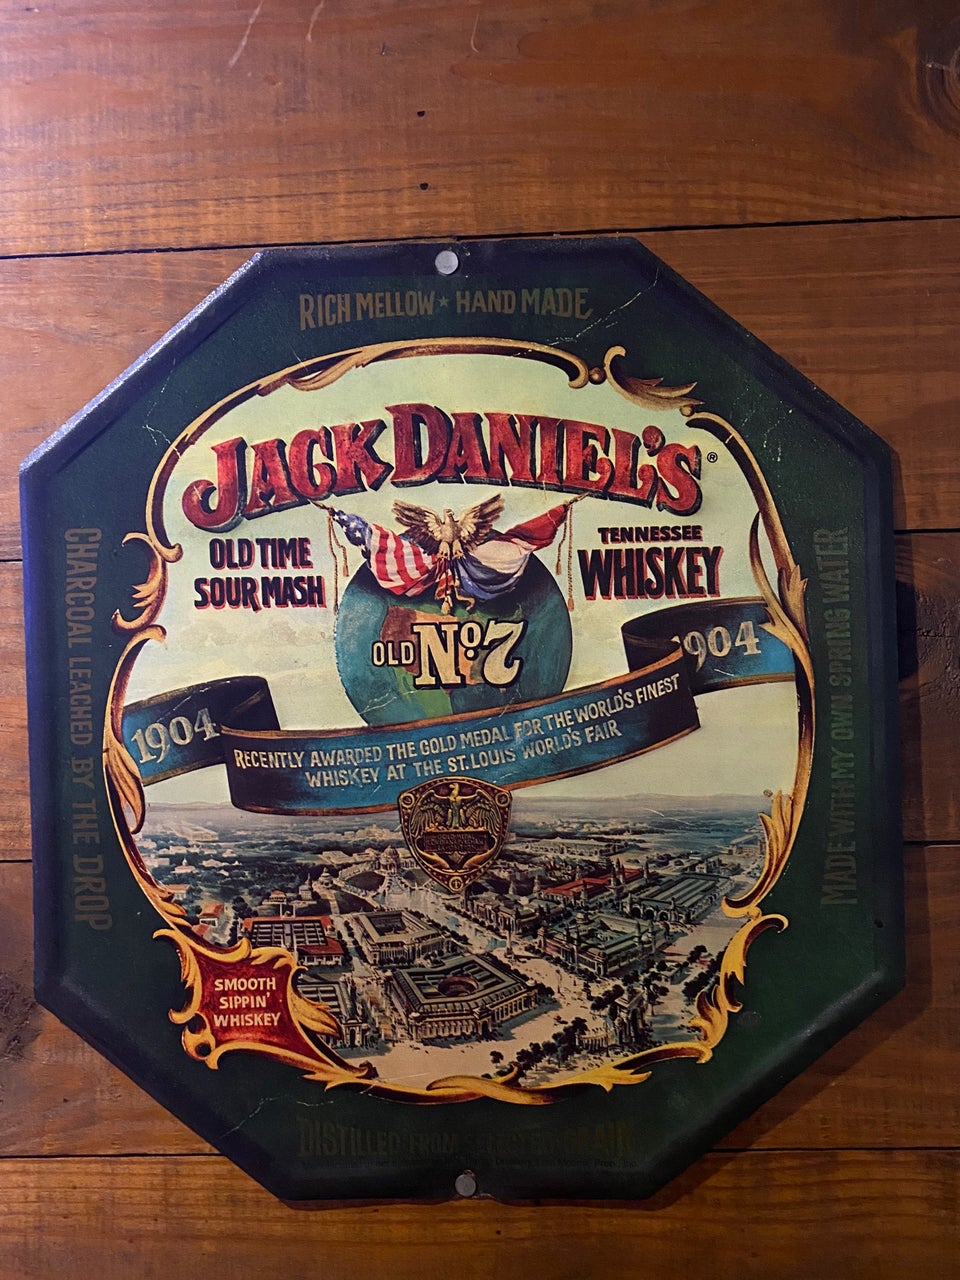 RICH MELLOW ★ HAND MADE
JACK DANIEL'S®
OLD TIME
SOUR MASH
TENNESSEE
WHISKEY
OLD No. 7
1904
1904
RECENTLY AWARDED THE GOLD MEDAL FOR THE WORLD'S FINEST
WHISKEY AT THE ST. LOUIS WORLD'S FAIR
CHARCOAL LEACHED BY THE DROP
MADE WITH MY OWN SPRING WATER
SMOOTH
SIPPIN'
WHISKEY
DISTILLED FROM SELECTED GRAIN